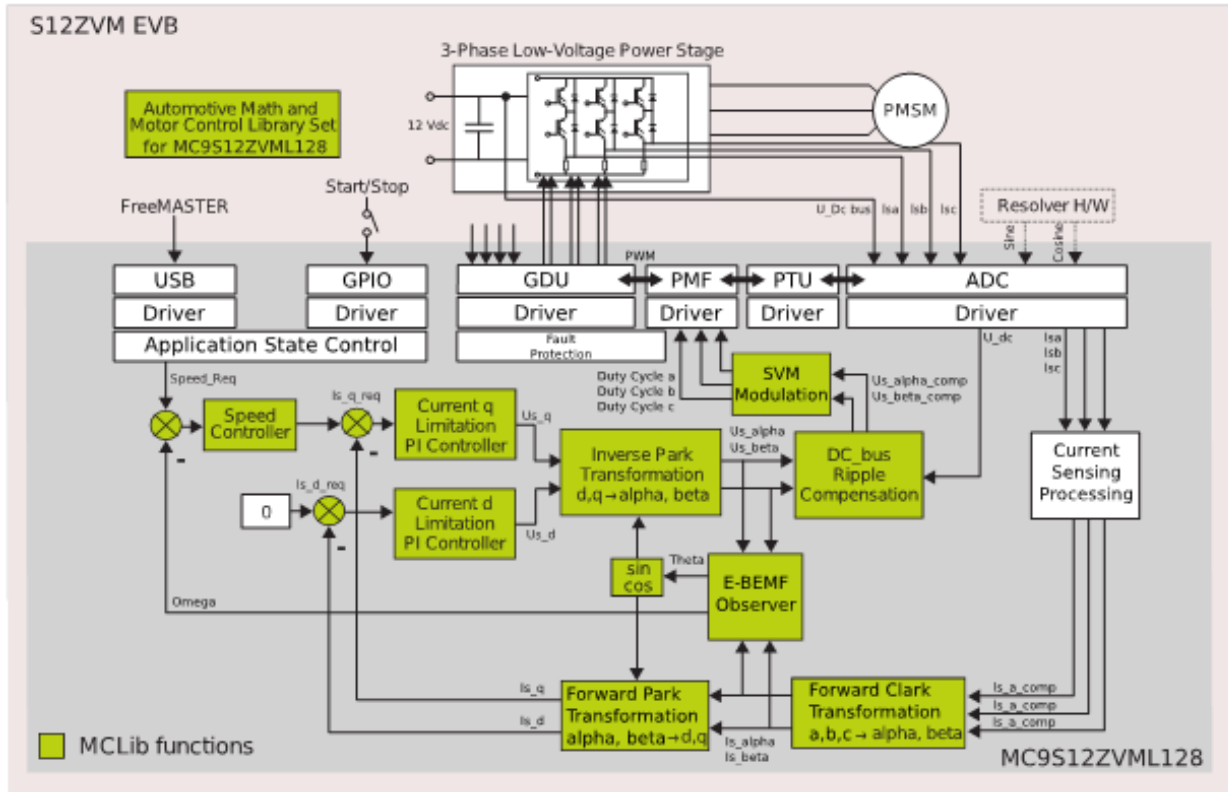 S12ZVM EVB
3-Phase Low-Voltage Power Stage
Automotive Math and
Motor Control Library Set
for MC9S12ZVML128
12 Vdc
PMSM
Start/Stop
FreeMASTER
U_Dc bus
Isa
Isb
Isc
Resolver H/W
Sine
Cosine
PWM
USB
GPIO
GDU
PMF
PTU
ADC
Driver
Driver
Driver
Driver
Driver
Driver
Application State Control
Fault
Protection
U_dc
Isa
Isb
Isc
Speed_Req
Duty Cycle a
Duty Cycle b
Duty Cycle c
SVM
Modulation
Us_alpha_comp
Us_beta_comp
Is_q_req
Speed
Controller
Current q
Limitation
PI Controller
Us_q
Inverse Park
Transformation
d,q→alpha, beta
Us_alpha
Us_beta
DC_bus
Ripple
Compensation
Current
Sensing
Processing
-
Is_d_req
0
-
-
Current d
Limitation
PI Controller
Us_d
sin
cos
Theta
E-BEMF
Observer
Omega
Is_q
Is_d
Forward Park
Transformation
alpha, beta→d,q
Is_alpha
Is_beta
Forward Clark
Transformation
a,b,c→ alpha, beta
Is_a_comp
Is_a_comp
Is_a_comp
MCLib functions
MC9S12ZVML128